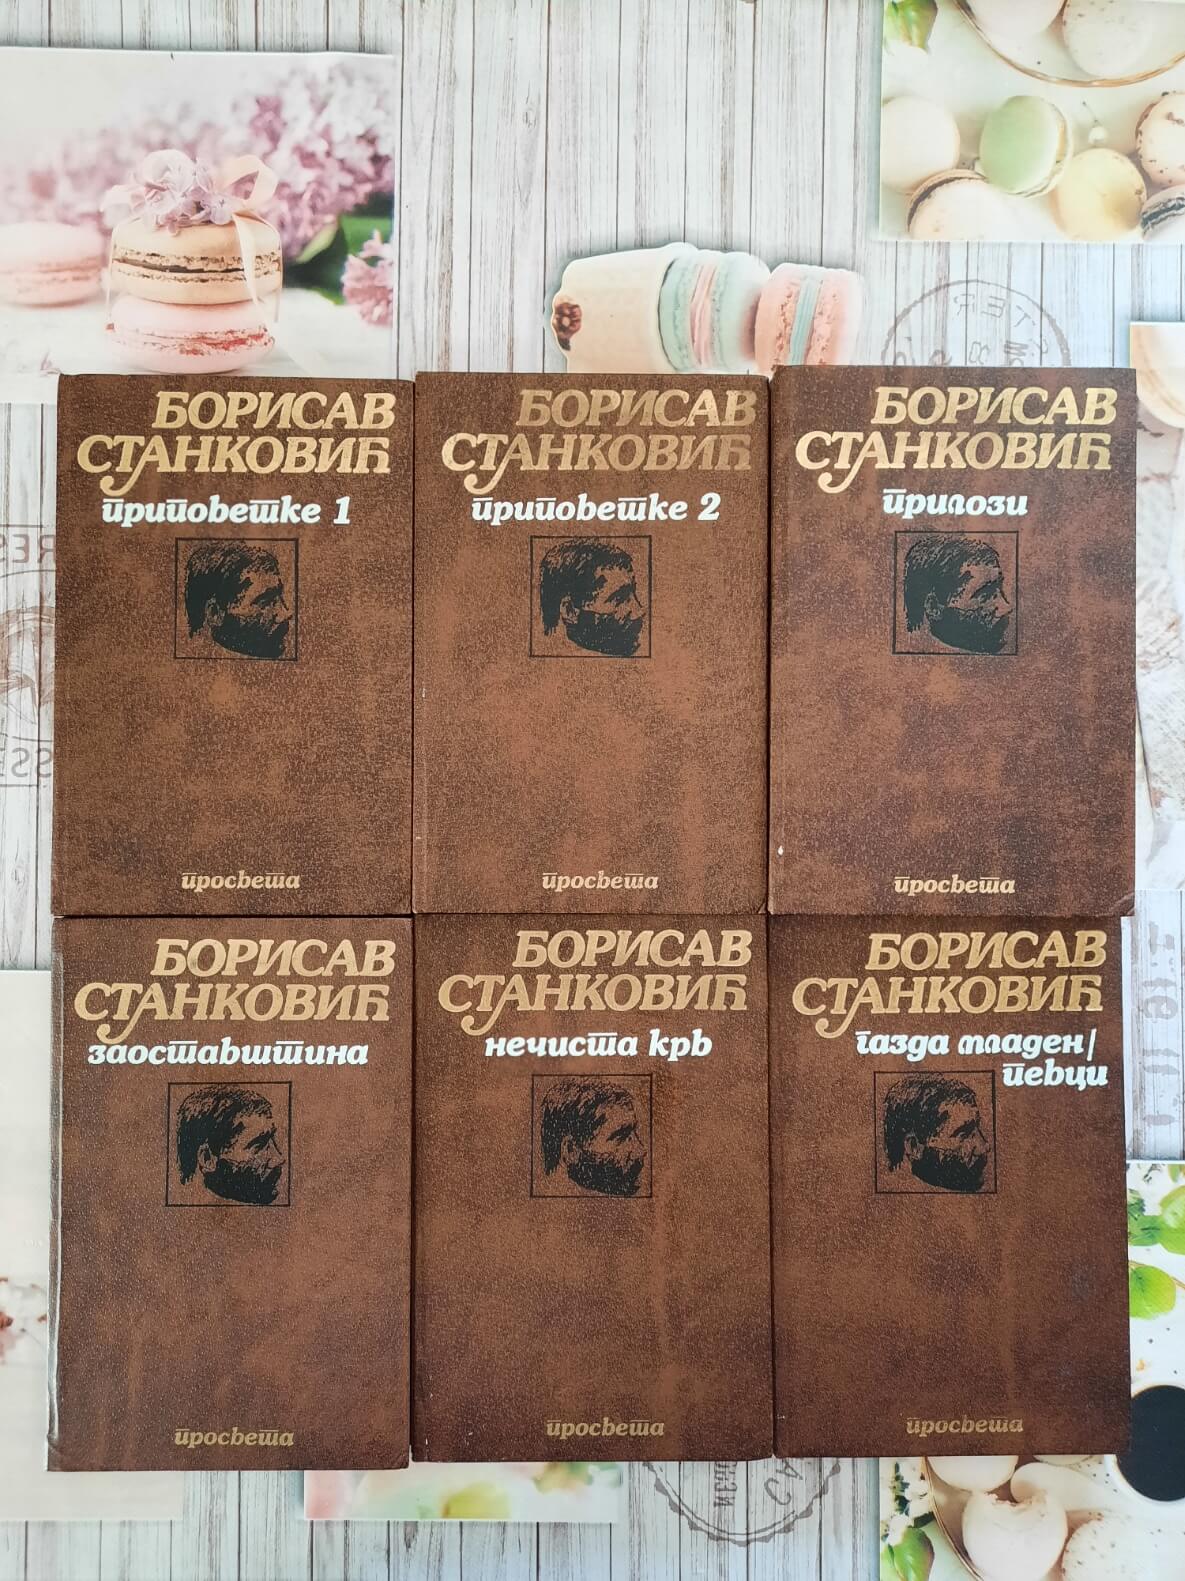 БОРИСАВ
СТАНКОВИЋ
приповетке 1
просвета
БОРИСАВ
СТАНКОВИЋ
приповетке 2
просвета
БОРИСАВ
СТАНКОВИЋ
прилози
просвета
БОРИСАВ
СТАНКОВИЋ
заоставштина
просвета
БОРИСАВ
СТАНКОВИЋ
нечиста крв
просвета
БОРИСАВ
СТАНКОВИЋ
газда младен/
певци
просвета